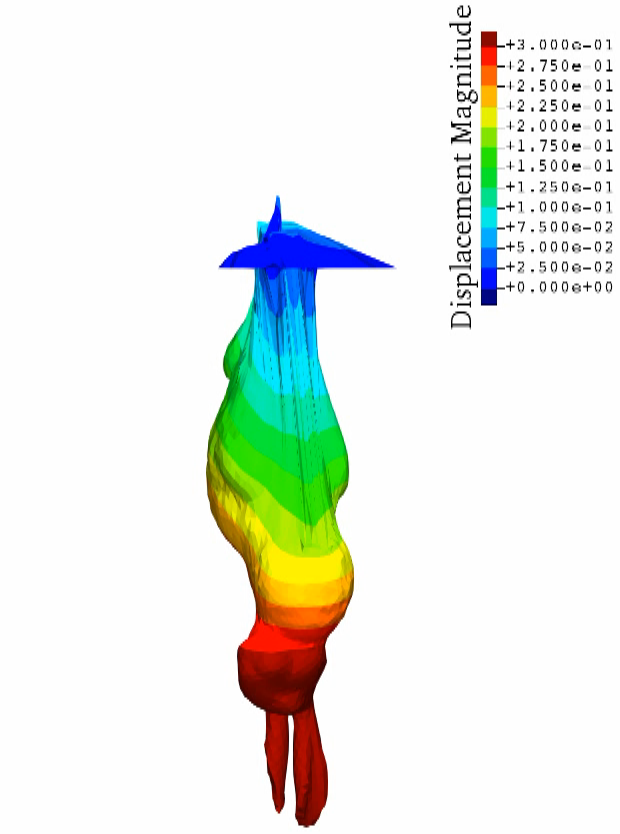 Displacement Magnitude
+3.000e-01
+2.750e-01
+2.500e-01
+2.250e-01
+2.000e-01
+1.750e-01
+1.500e-01
+1.250e-01
+1.000e-01
+7.500e-02
+5.000e-02
+2.500e-02
+0.000e+00